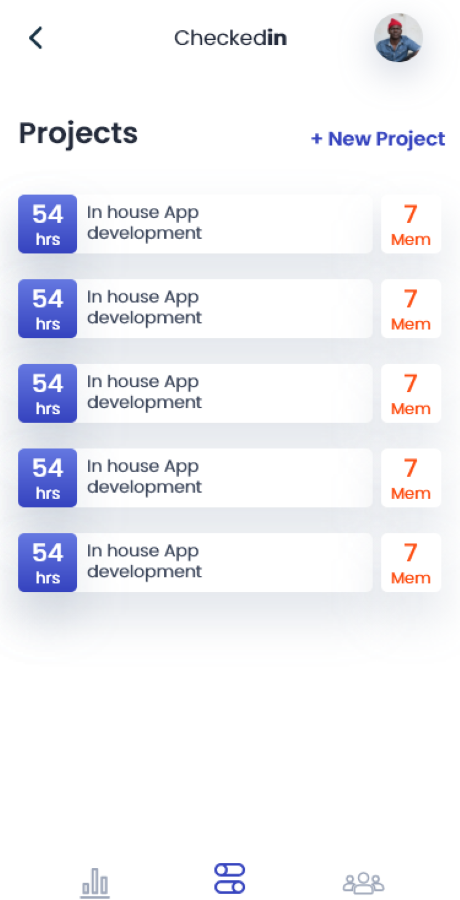 Checkedin
Projects
+ New Project
54
hrs
In house App
development
7
Mem
54
hrs
In house App
development
7
Mem
54
hrs
In house App
development
7
Mem
54
hrs
In house App
development
7
Mem
54
hrs
In house App
development
7
Mem